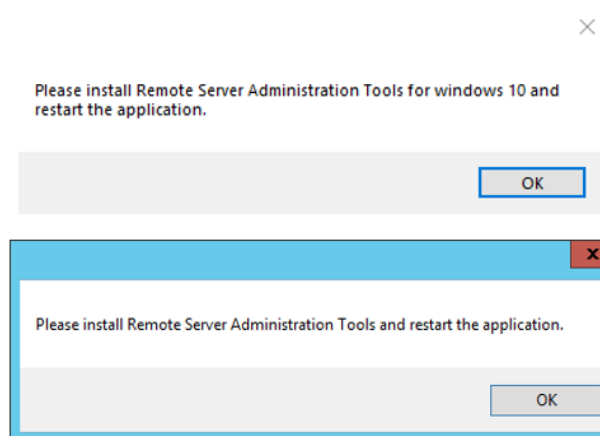 Please install Remote Server Administration Tools for windows 10 and
restart the application.
OK
x
Please install Remote Server Administration Tools and restart the application.
OK